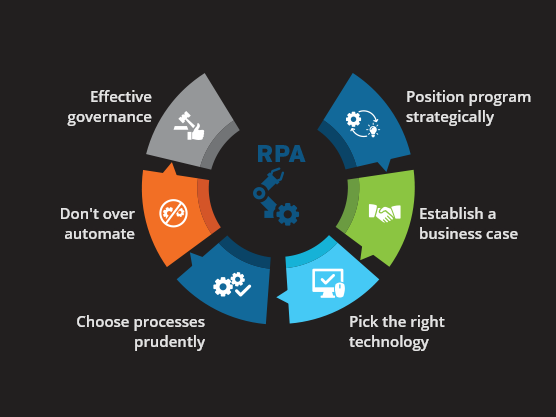 Effective
governance
Position program
strategically
RPA
Don't over
automate
Establish a
business case
Choose processes
prudently
Pick the right
technology